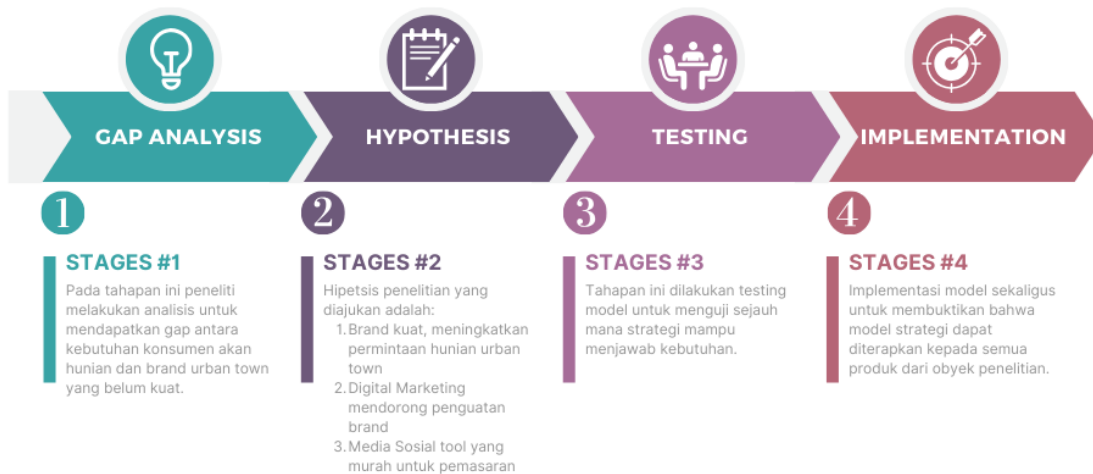 GAP ANALYSIS
HYPOTHESIS
TESTING
IMPLEMENTATION
1
STAGES #1
Pada tahapan ini peneliti
melakukan analisis untuk
mendapatkan gap antara
kebutuhan konsumen akan
hunian dan brand urban town
yang belum kuat.
2
STAGES #2
Hipetsis penelitian yang
diajukan adalah:
1. Brand kuat, meningkatkan
permintaan hunian urban
town
2. Digital Marketing
mendorong penguatan
brand
3. Media Sosial tool yang
murah untuk pemasaran
3
STAGES #3
Tahapan ini dilakukan testing
model untuk menguji sejauh
mana strategi mampu
menjawab kebutuhan.
4
STAGES #4
Implementasi model sekaligus
untuk membuktikan bahwa
model strategi dapat
diterapkan kepada semua
produk dari obyek penelitian.